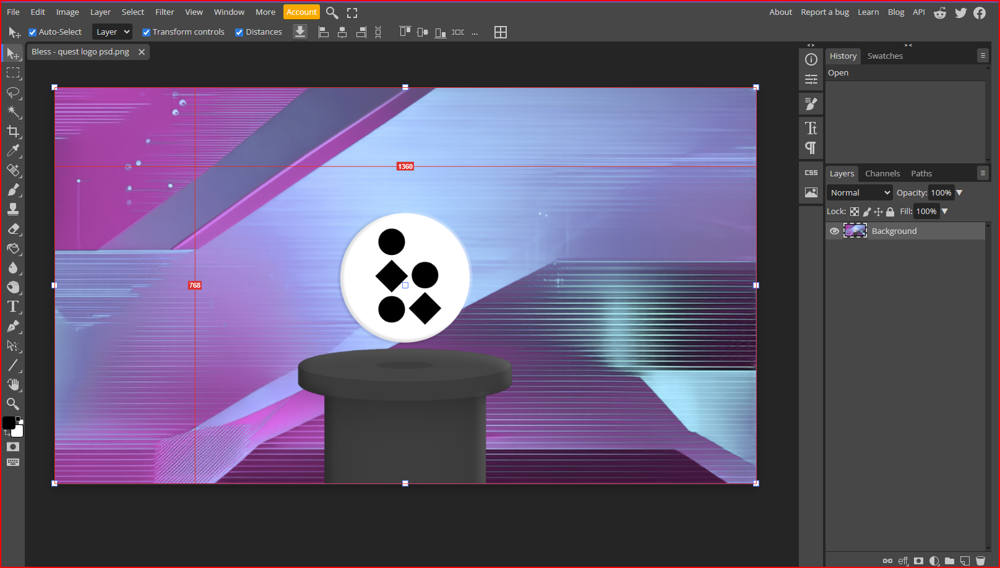 File Edit Image Layer Select Filter View Window More Account About Report a bug Learn Blog API
Auto-Select Layer Transform controls Distances ...
Bleѕs - quest logo psd.png
History Swatches
Open
1360
768
CSS
Layers Channels Paths
Normal Opacity: 100%
Lock: Fill: 100%
Background
eff